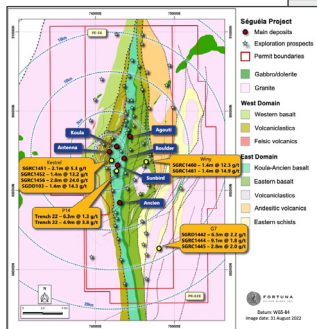 Séguéla Project
Main deposits
Exploration prospects
Permit boundaries
Gabbro/dolerite
Granite
West Domain
Western basalt
Volcaniclastics
Felsic volcanics
East Domain
Koula-Ancien basalt
Eastern basalt
Volcaniclastics
Andesitic volcanics
Eastern schists
Koula
Agouti
Antenna
Boulder
Sunbird
Ancien
Kestrel
SGRC1451 – 2.1m @ 5.3 g/t
SGRC1452 – 1.4m @ 13.2 g/t
SGRC1456 – 2.8m @ 24.0 g/t
SGDD103 – 1.4m @ 14.3 g/t
Winy
SGRC1460 – 1.4m @ 12.5 g/t
SGRC1461 – 1.4m @ 14.9 g/t
P14
Trench 22 – 6.2m @ 1.3 g/t
Trench 23 – 4.9m @ 3.8 g/t
G7
SGRD1442 – 6.3m @ 2.2 g/t
SGRC1444 – 9.1m @ 1.8 g/t
SGRC1445 – 2.8m @ 2.0 g/t
N
FORTUNA
Datum: WGS-84
Image date: 31 August 2022